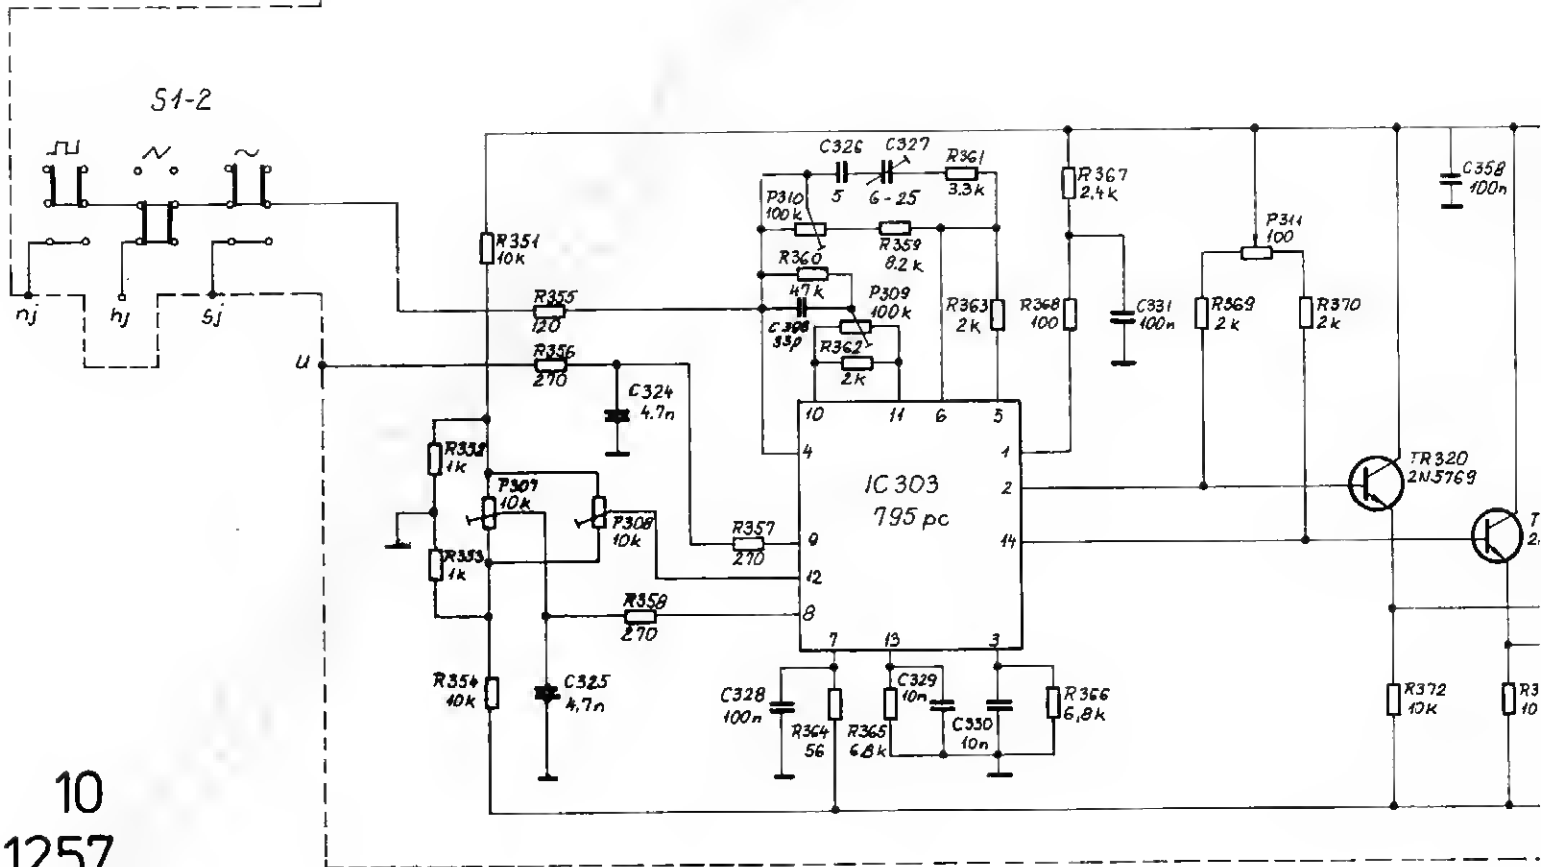 S1-2
nj
hj
sj
u
R351
10k
R355
120
R356
270
C324
4.7n
R352
1k
R353
1k
P307
10k
P308
10k
R354
10k
C325
4,7n
R357
270
R358
270
C326
5
C327
6-25
R361
3.3k
P310
100k
R359
8.2k
R360
47k
P309
100k
33p
R362
2k
R363
2k
R367
2,4k
R368
100
C331
100n
P311
100
R369
2k
R370
2k
C358
100n
10
11
6
5
4
9
12
8
IC303
795 pc
1
2
14
7
13
3
TR320
2N5769
T
2
C328
100n
R364
56
R365
6,8k
C329
10n
C330
10n
R366
6,8k
R372
10k
R3
10
10
1257